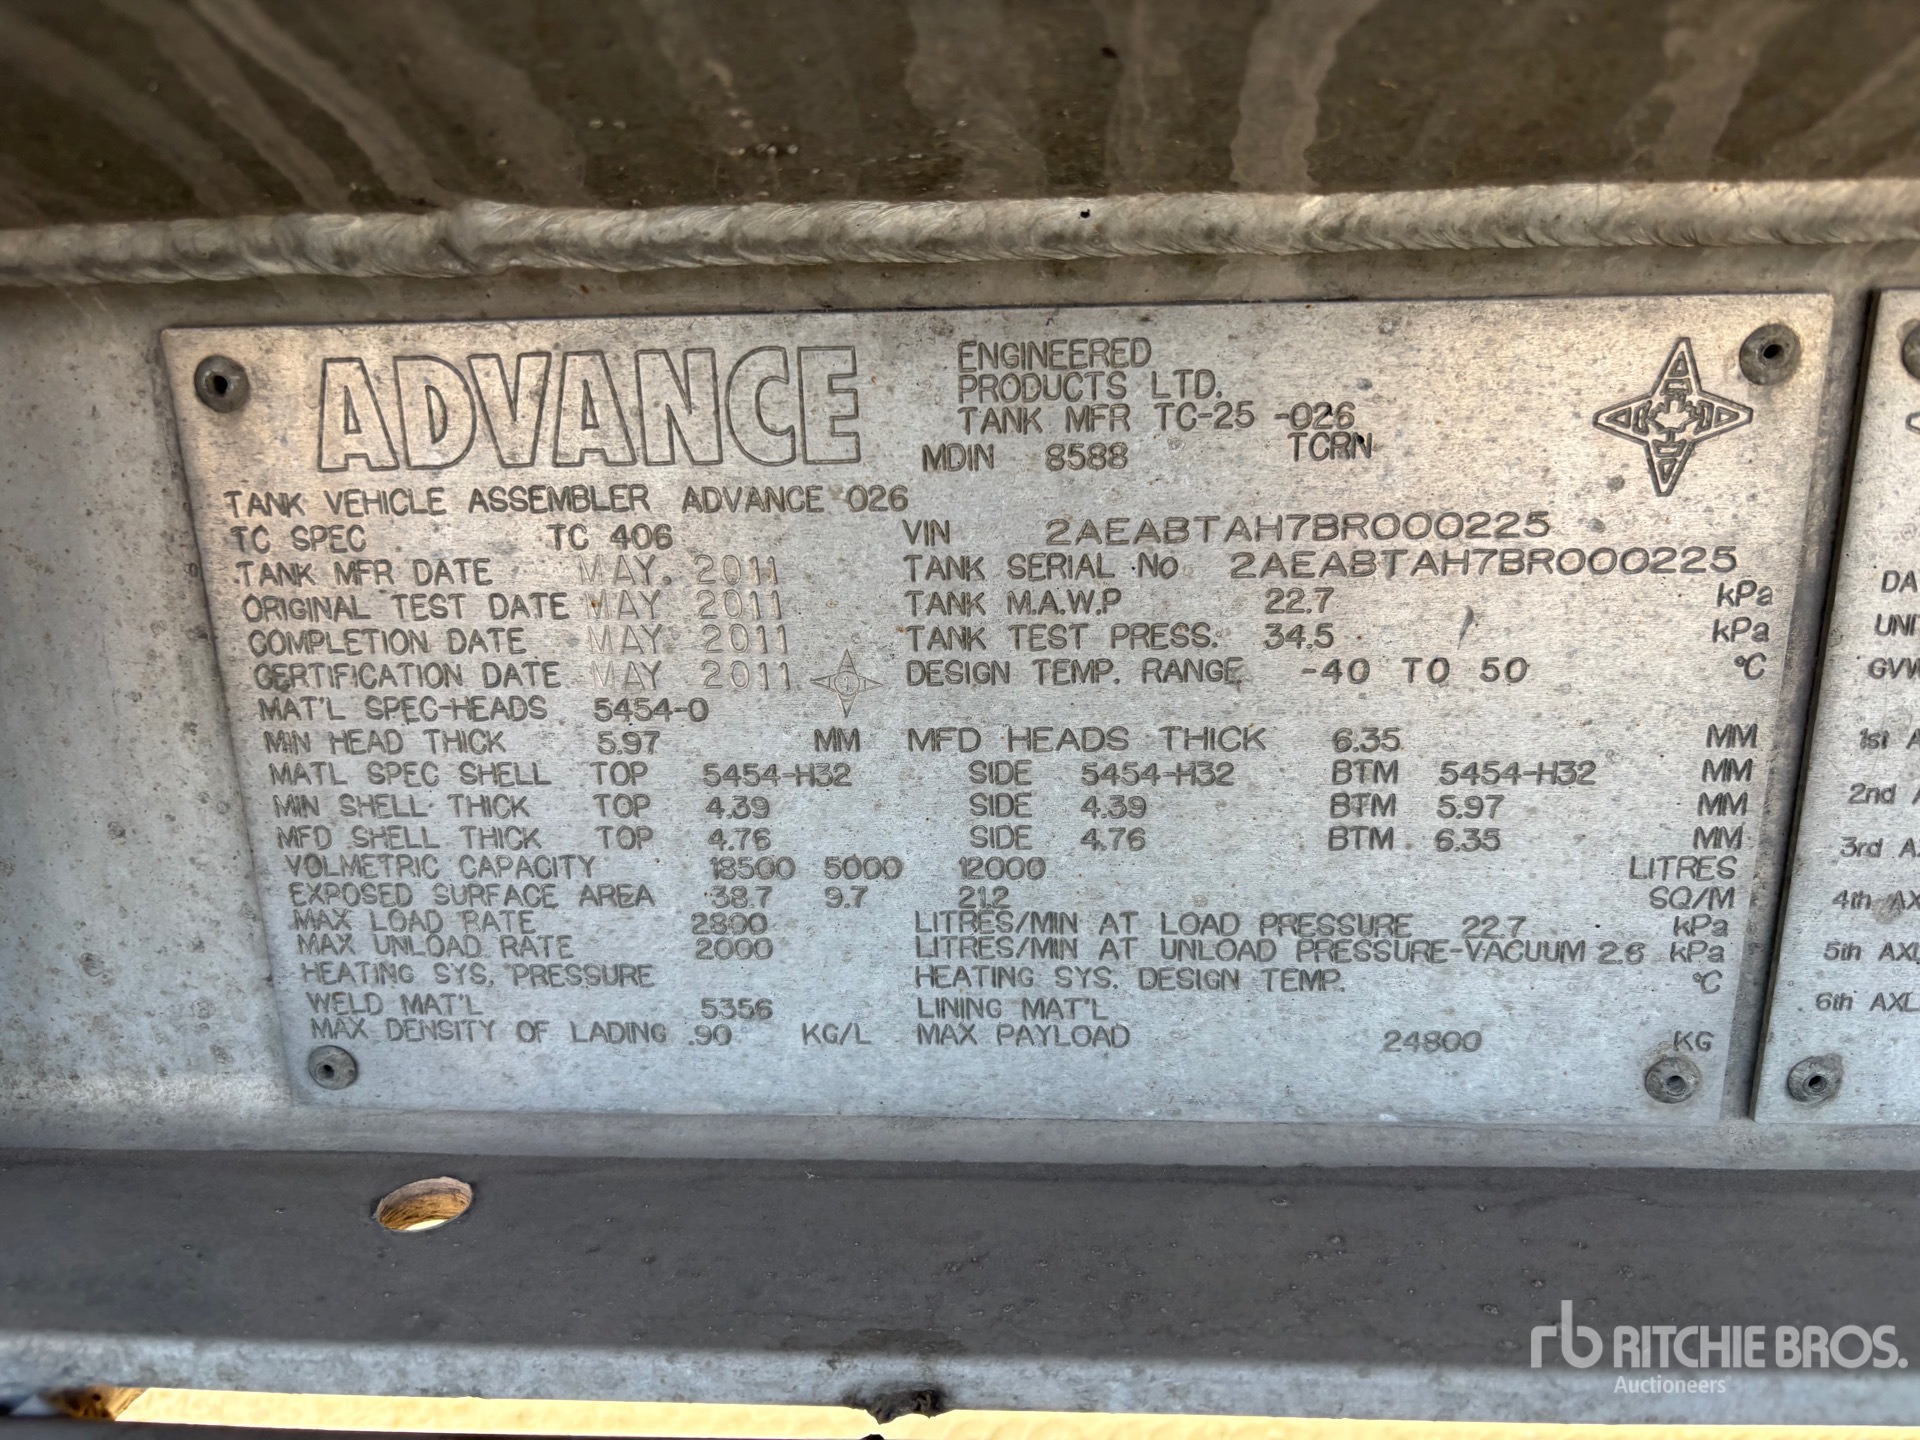 ADVANCE
ENGINEERED
PRODUCTS LTD.
TANK MFR TC-25 -026
MDIN 8588 TCRN
TANK VEHICLE ASSEMBLER ADVANCE 026
TC SPEC TC 406 VIN 2AEABTAH7BR000225
TANK MFR DATE MAY. 2011 TANK SERIAL No 2AEABTAH7BR000225
ORIGINAL TEST DATE MAY 2011 TANK M.A.W.P 22.7 kPa
COMPLETION DATE MAY 2011 TANK TEST PRESS. 34.5 kPa
CERTIFICATION DATE MAY 2011 DESIGN TEMP. RANGE -40 TO 50 °C
MAT'L SPEC-HEADS 5454-0
MIN HEAD THICK 5.97 MM MFD HEADS THICK 6.35 MM
MATL SPEC SHELL TOP 5454-H32 SIDE 5454-H32 BTM 5454-H32 MM
MIN SHELL THICK TOP 4.39 SIDE 4.39 BTM 5.97 MM
MFD SHELL THICK TOP 4.76 SIDE 4.76 BTM 6.35 MM
VOLMETRIC CAPACITY 18500 5000 12000 LITRES
EXPOSED SURFACE AREA 38.7 9.7 21.2 SQ/M
MAX LOAD RATE 2800 LITRES/MIN AT LOAD PRESSURE 22.7 kPa
MAX UNLOAD RATE 2000 LITRES/MIN AT UNLOAD PRESSURE-VACUUM 2.6 kPa
HEATING SYS. PRESSURE HEATING SYS. DESIGN TEMP. °C
WELD MAT'L 5356 LINING MAT'L
MAX DENSITY OF LADING .90 KG/L MAX PAYLOAD 24800 KG
DA
UNI
GVW
1st A
2nd A
3rd A
4th AX
5th AXL
6th AXL
rb RITCHIE BROS.
Auctioneers